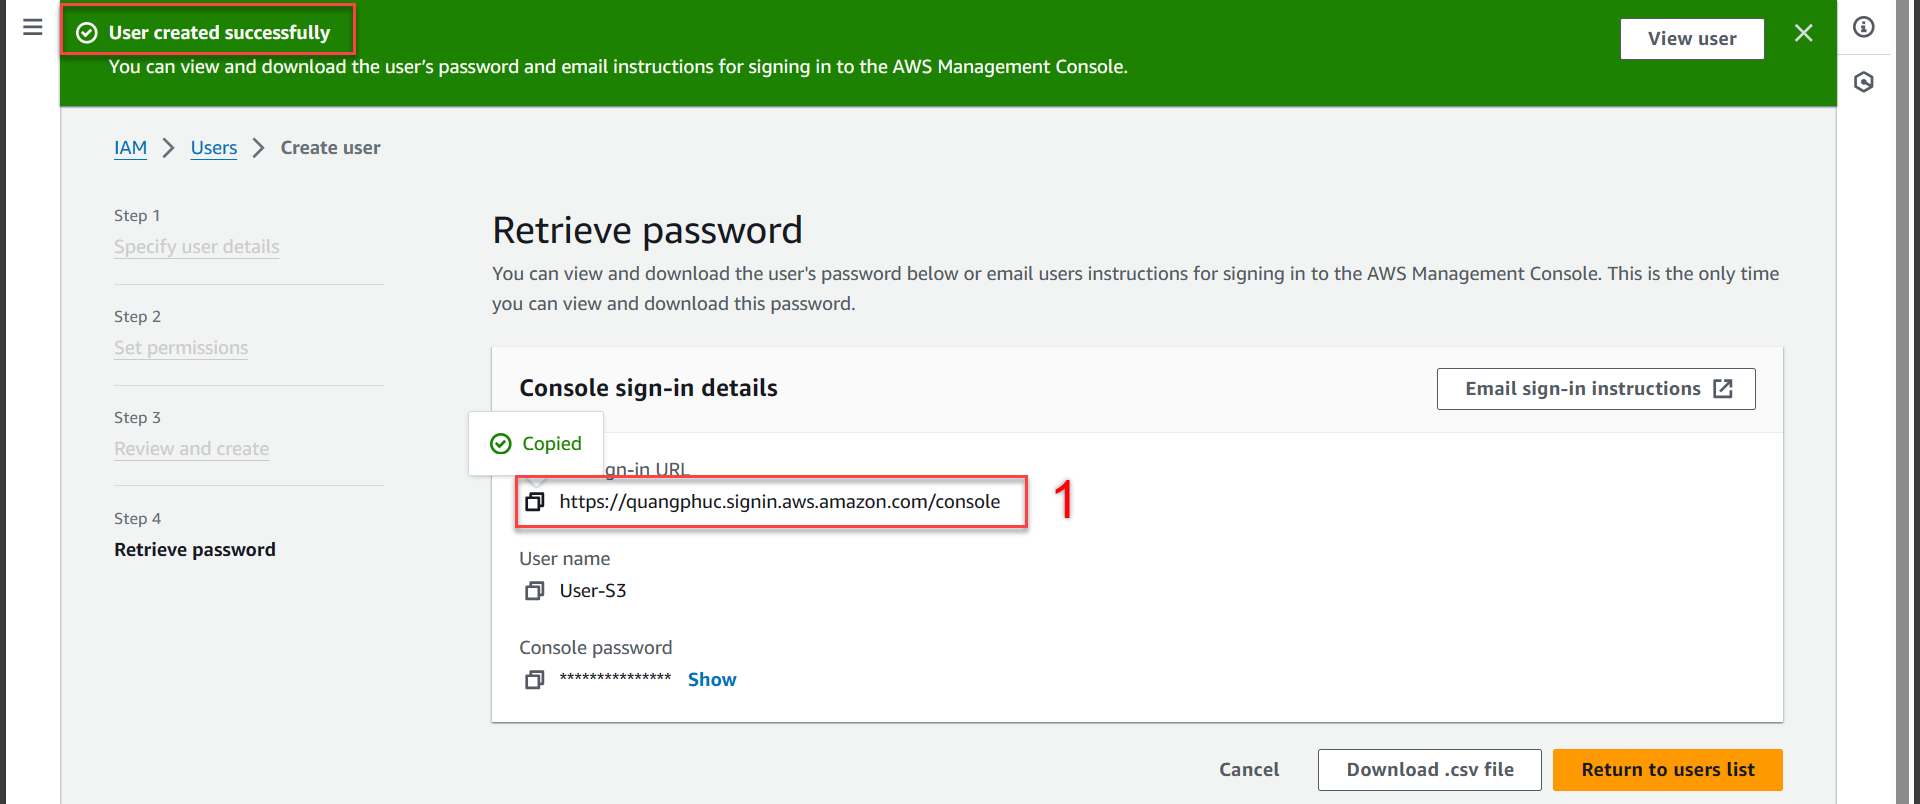 User created successfully
View user
You can view and download the user's password and email instructions for signing in to the AWS Management Console.
IAM > Users > Create user
Step 1
Specify user details
Step 2
Set permissions
Step 3
Review and create
Step 4
Retrieve password
Retrieve password
You can view and download the user's password below or email users instructions for signing in to the AWS Management Console. This is the only time
you can view and download this password.
Console sign-in details
Email sign-in instructions
Copied
gn-in URL
https://quangphuc.signin.aws.amazon.com/console
1
User name
User-S3
Console password
*************** Show
Cancel
Download .csv file
Return to users list